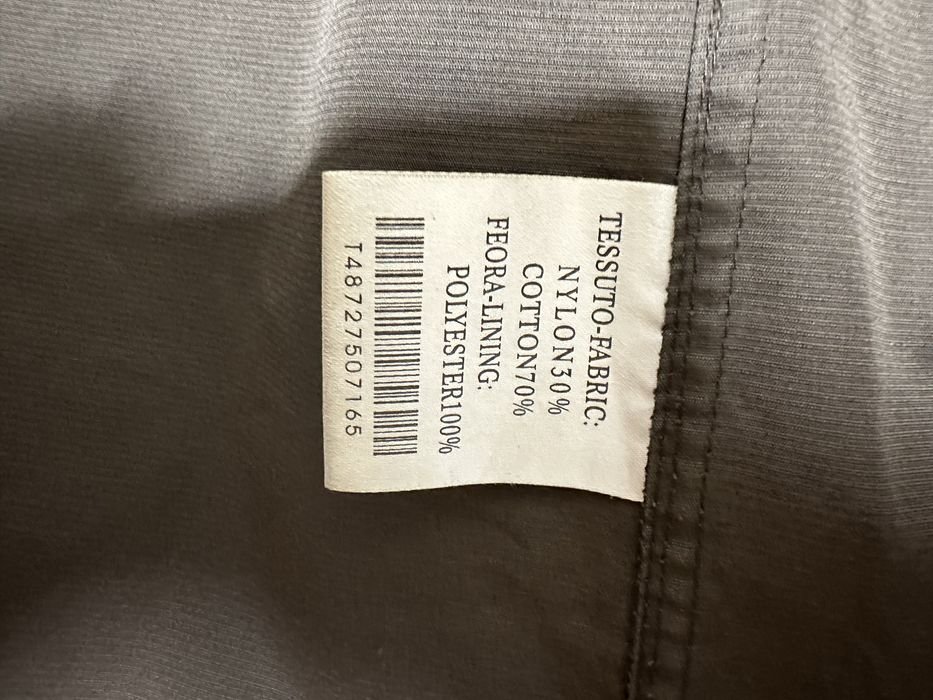 TESSUTO-FABRIC:
NYLON30%
COTTON70%
FEORA-LINING:
POLYESTER100%
T48727507165